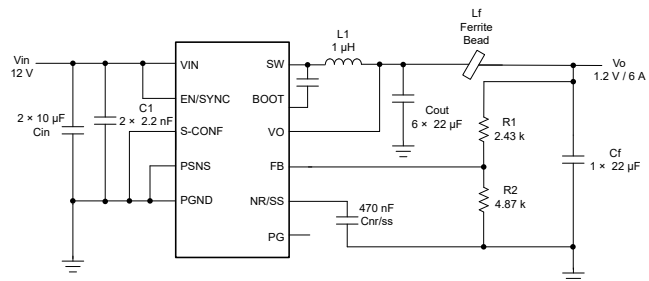 Vin
12 V
2 × 10 µF
Cin
C1
2 × 2.2 nF
VIN
EN/SYNC
S-CONF
PSNS
PGND
SW
BOOT
VO
FB
NR/SS
PG
L1
1 µH
Cout
6 × 22 µF
Lf
Ferrite
Bead
Vo
1.2 V / 6 A
R1
2.43 k
R2
4.87 k
Cf
1 × 22 µF
470 nF
Cnr/ss